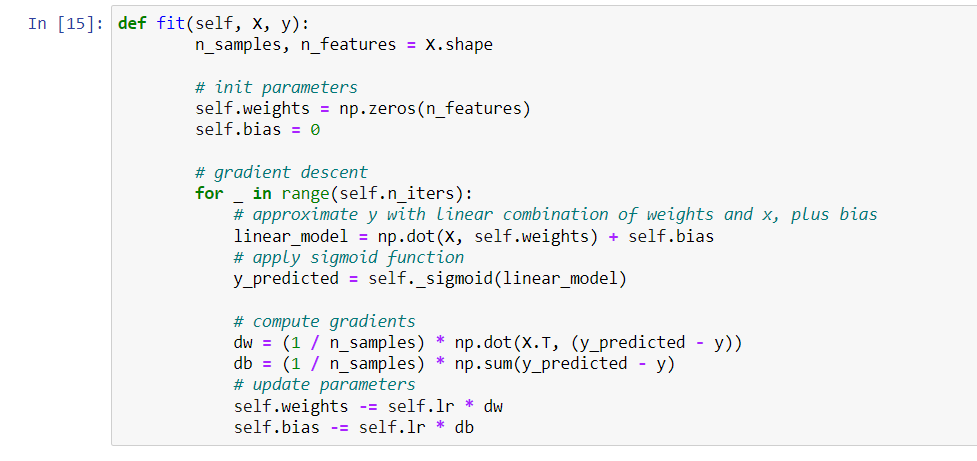 In [15]: def fit(self, X, y):
n_samples, n_features = X.shape
# init parameters
self.weights = np.zeros(n_features)
self.bias = 0
# gradient descent
for _ in range(self.n_iters):
# approximate y with linear combination of weights and x, plus bias
linear_model = np.dot(X, self.weights) + self.bias
# apply sigmoid function
y_predicted = self._sigmoid(linear_model)
# compute gradients
dw = (1 / n_samples) * np.dot(X.T, (y_predicted - y))
db = (1 / n_samples) * np.sum(y_predicted - y)
# update parameters
self.weights -= self.lr * dw
self.bias -= self.lr * db